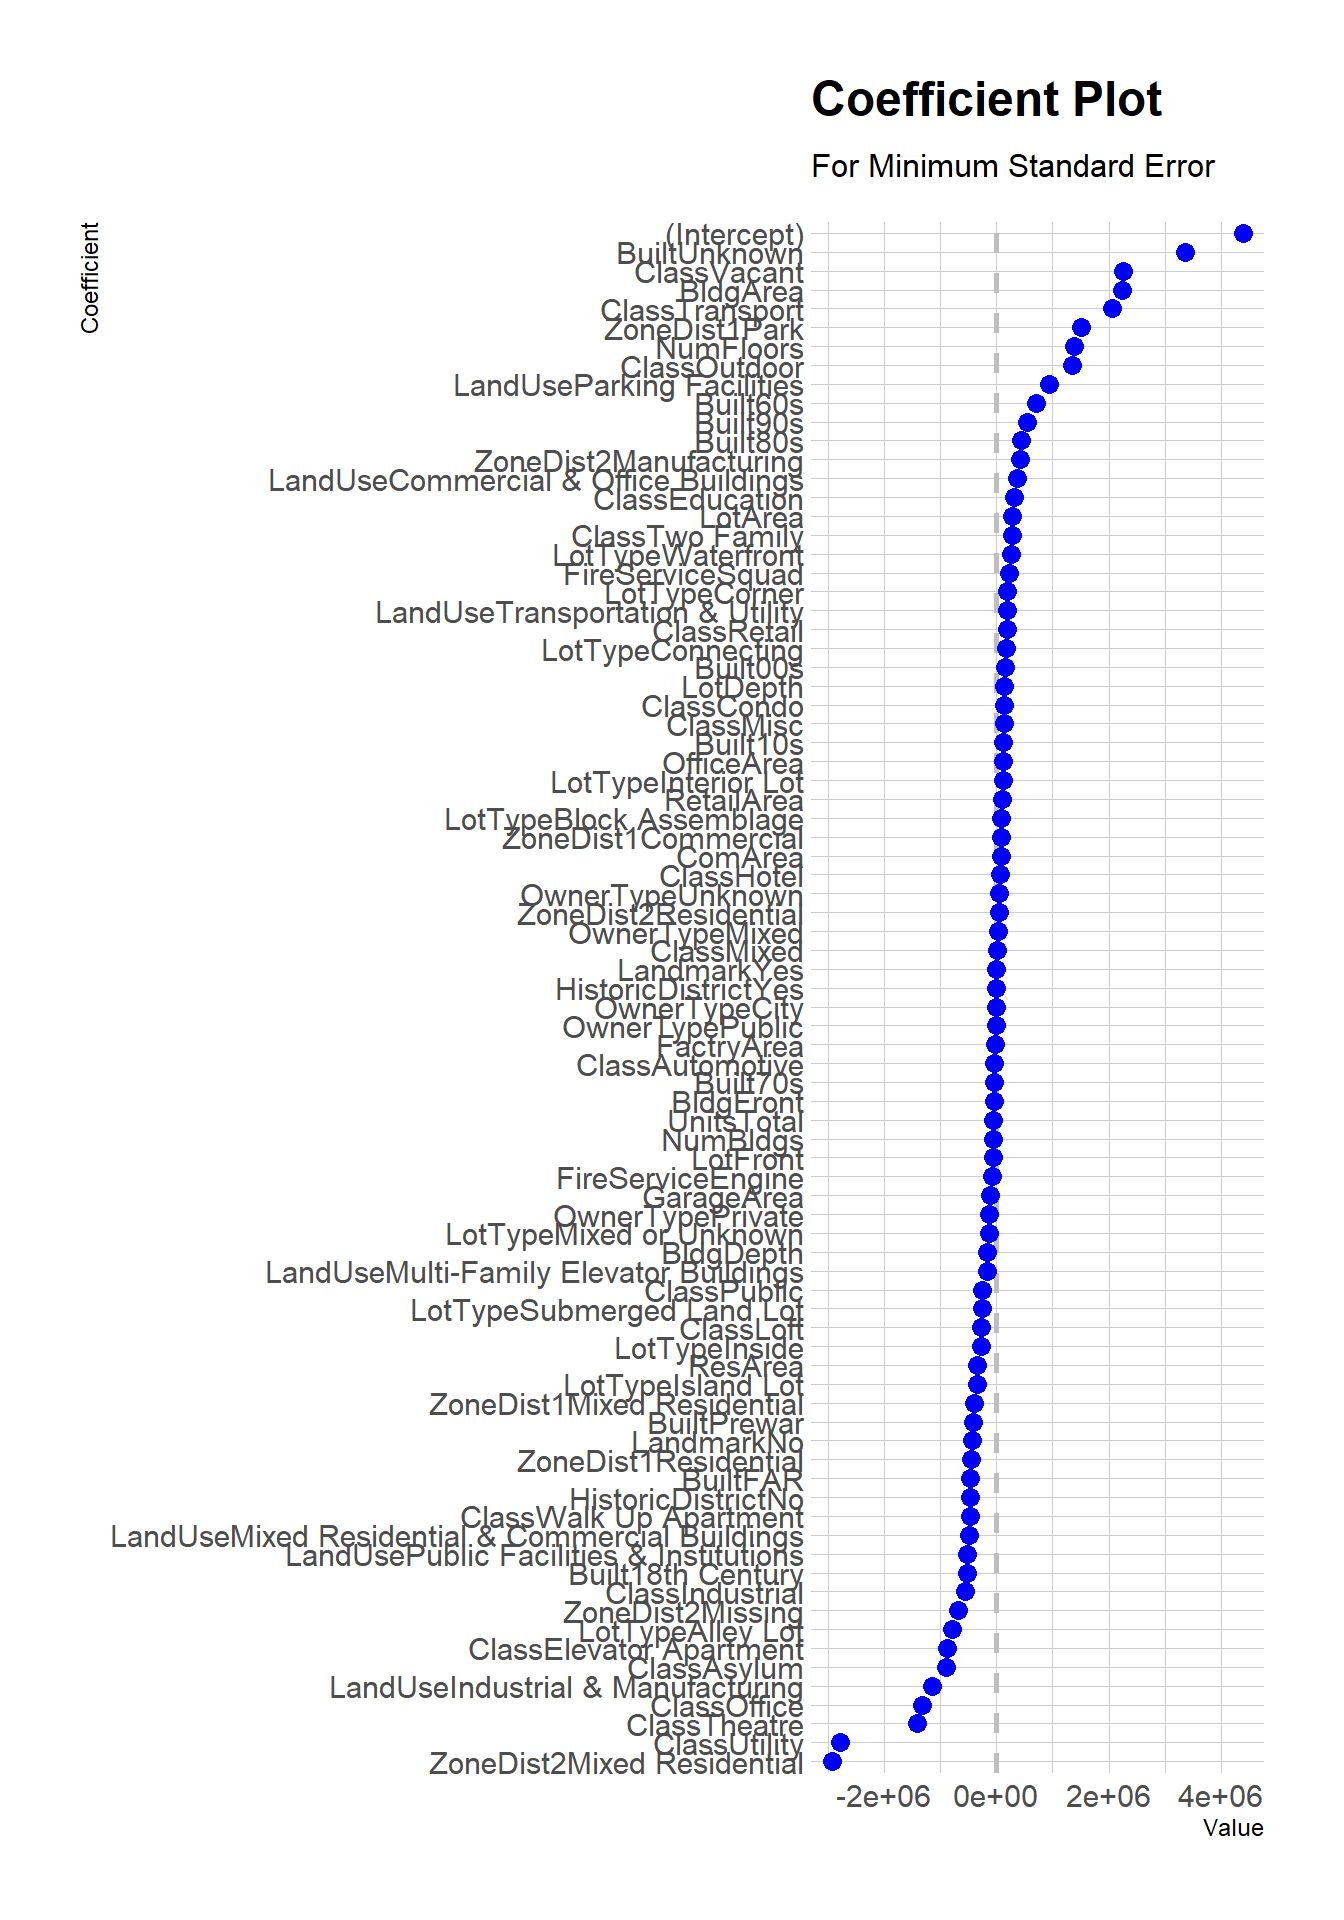 Coefficient Plot
For Minimum Standard Error
Coefficient
(Intercept)
BuiltUnknown
ClassVacant
BldgArea
ClassTransport
ZoneDist1Park
NumFloors
ClassOutdoor
LandUseParking Facilities
Built60s
Built90s
Built80s
ZoneDist2Manufacturing
LandUseCommercial & Office Buildings
ClassEducation
LotArea
ClassTwo Family
LotTypeWaterfront
FireServiceSquad
LotTypeCorner
LandUseTransportation & Utility
ClassRetail
LotTypeConnecting
Built00s
LotDepth
ClassCondo
ClassMisc
Built10s
OfficeArea
LotTypeInterior Lot
RetailArea
LotTypeBlock Assemblage
ZoneDist1Commercial
ComArea
ClassHotel
OwnerTypeUnknown
ZoneDist2Residential
OwnerTypeMixed
ClassMixed
LandmarkYes
HistoricDistrictYes
OwnerTypeCity
OwnerTypePublic
FactryArea
ClassAutomotive
Built70s
BldgFront
UnitsTotal
NumBldgs
LotFront
FireServiceEngine
GarageArea
OwnerTypePrivate
LotTypeMixed or Unknown
BldgDepth
LandUseMulti-Family Elevator Buildings
ClassPublic
LotTypeSubmerged Land Lot
ClassLoft
LotTypeInside
ResArea
LotTypeIsland Lot
ZoneDist1Mixed Residential
BuiltPrewar
LandmarkNo
ZoneDist1Residential
BuiltFAR
HistoricDistrictNo
ClassWalk Up Apartment
LandUseMixed Residential & Commercial Buildings
LandUsePublic Facilities & Institutions
Built18th Century
ClassIndustrial
ZoneDist2Missing
LotTypeAlley Lot
ClassElevator Apartment
ClassAsylum
LandUseIndustrial & Manufacturing
ClassOffice
ClassTheatre
ClassUtility
ZoneDist2Mixed Residential
-2e+06 0e+00 2e+06 4e+06
Value